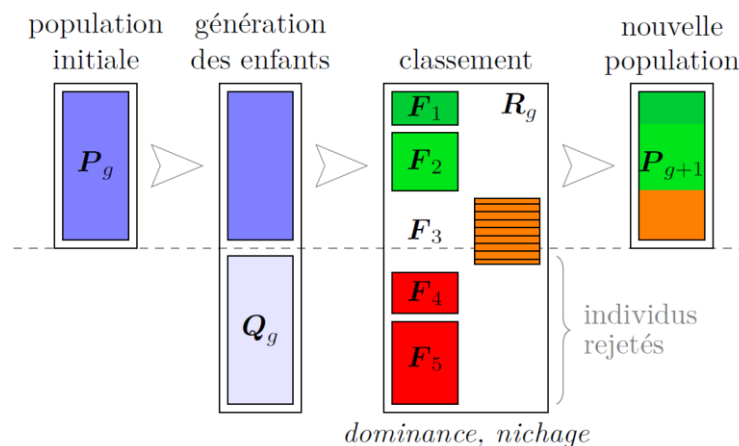 population
initiale
génération
des enfants
classement
nouvelle
population
P_g
F_1
R_g
F_2
P_{g+1}
F_3
F_4
Q_g
F_5
individus
rejetés
dominance, nichage